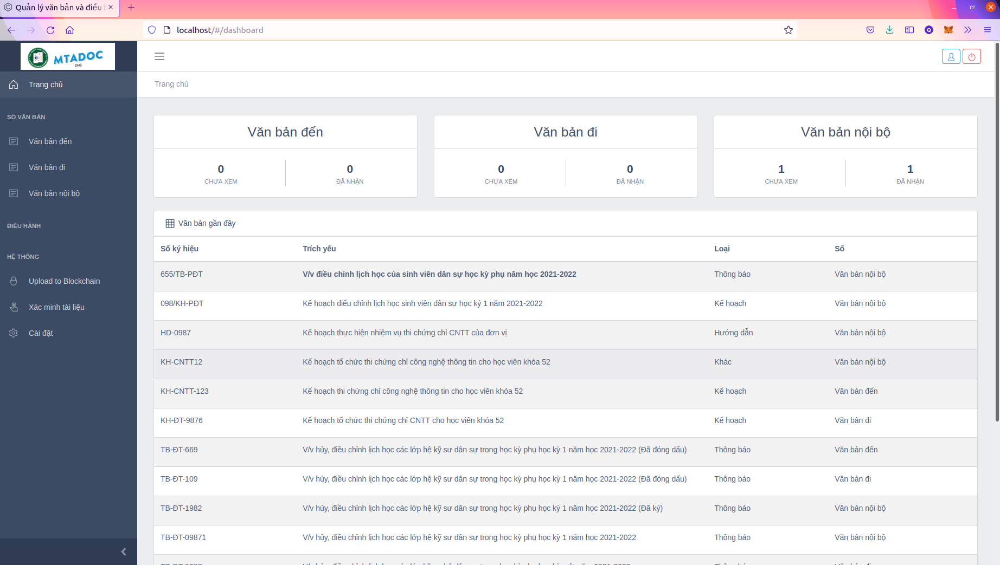 Quản lý văn bản và điều
localhost/#/dashboard
MTADOC
DMS
Trang chủ
Trang chủ
SỔ VĂN BẢN
Văn bản đến
Văn bản đi
Văn bản nội bộ
ĐIỀU HÀNH
HỆ THỐNG
Upload to Blockchain
Xác minh tài liệu
Cài đặt
Văn bản đến
0 0
CHƯA XEM ĐÃ NHẬN
Văn bản đi
0 0
CHƯA XEM ĐÃ NHẬN
Văn bản nội bộ
1 1
CHƯA XEM ĐÃ NHẬN
Văn bản gần đây
Số ký hiệu Trích yếu Loại Sổ
655/TB-PĐT V/v điều chỉnh lịch học của sinh viên dân sự học kỳ phụ năm học 2021-2022 Thông báo Văn bản nội bộ
098/KH-PĐT Kế hoạch điểu chỉnh lịch học sinh viên dân sự học ký 1 năm 2021-2022 Kế hoạch Văn bản nội bộ
HD-0987 Kế hoạch thực hiện nhiệm vụ thi chứng chỉ CNTT của đơn vị Hướng dẫn Văn bản nội bộ
KH-CNTT12 Kế hoạch tổ chức thi chứng chỉ công nghệ thông tin cho học viên khóa 52 Khác Văn bản nội bộ
KH-CNTT-123 Kế hoạch thi chứng chỉ công nghệ thông tin cho học viên khóa 52 Kế hoạch Văn bản đến
KH-ĐT-9876 Kế hoạch tổ chức thi chứng chỉ CNTT cho học viên khóa 52 Kế hoạch Văn bản đi
TB-ĐT-669 V/v hủy, điều chỉnh lịch học các lớp hệ kỹ sư dân sự trong học kỳ phụ học kỳ 1 năm học 2021-2022 (Đã đóng dấu) Thông báo Văn bản đến
TB-ĐT-109 V/v hủy, điều chỉnh lịch học các lớp hệ kỹ sư dân sự trong học kỳ phụ học kỳ 1 năm học 2021-2022 (Đã đóng dấu) Thông báo Văn bản đi
TB-ĐT-1982 V/v hủy, điều chỉnh lịch học các lớp hệ kỹ sư dân sự trong học kỳ phụ học kỳ 1 năm học 2021-2022 (Đã ký) Thông báo Văn bản nội bộ
TB-ĐT-09871 V/v hủy, điều chỉnh lịch học các lớp hệ kỹ sư dân sự trong học kỳ phụ học kỳ 1 năm học 2021-2022 Thông báo Văn bản nội bộ